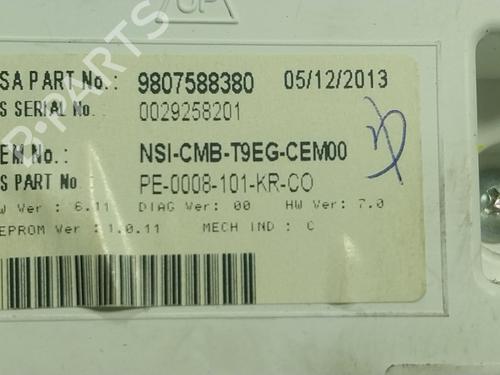 UP
SA PART No.: 9807588380 05/12/2013
S SERIAL No. 0029258201
EM No.: NSI-CMB-T9EG-CEM00
S PART No: PE-0008-101-KR-CO
W Ver : 6.11 DIAG Ver: 00 HW Ver : 7.0
EEPROM Ver : 1.0.11 MECH IND : C